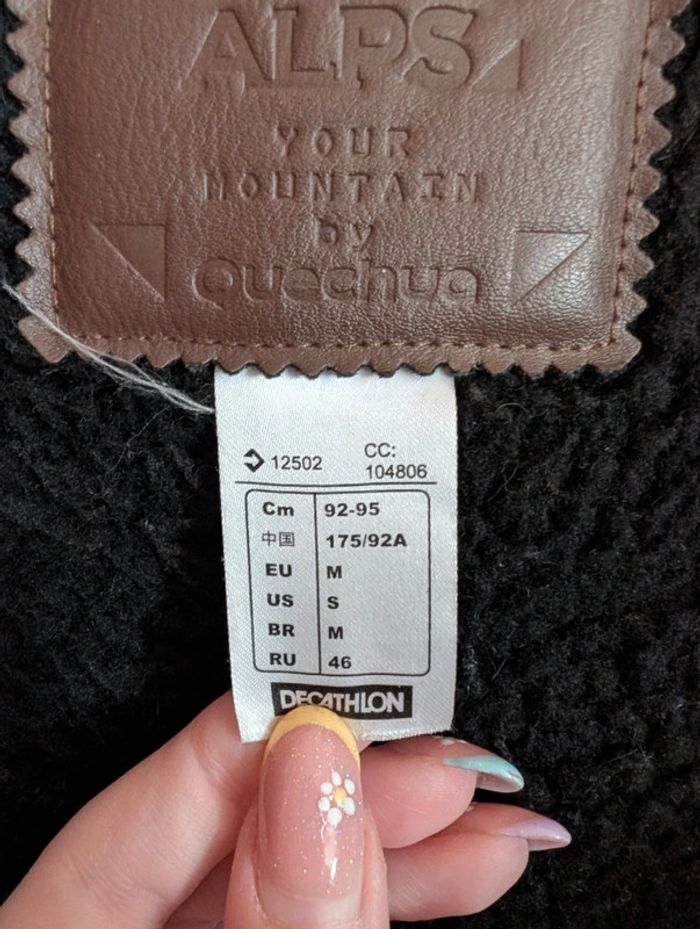 ALPS
YOUR
MOUNTAIN
by
Quechua
12502 CC:
104806
Cm 92-95
中国 175/92A
EU M
US S
BR M
RU 46
DECATHLON